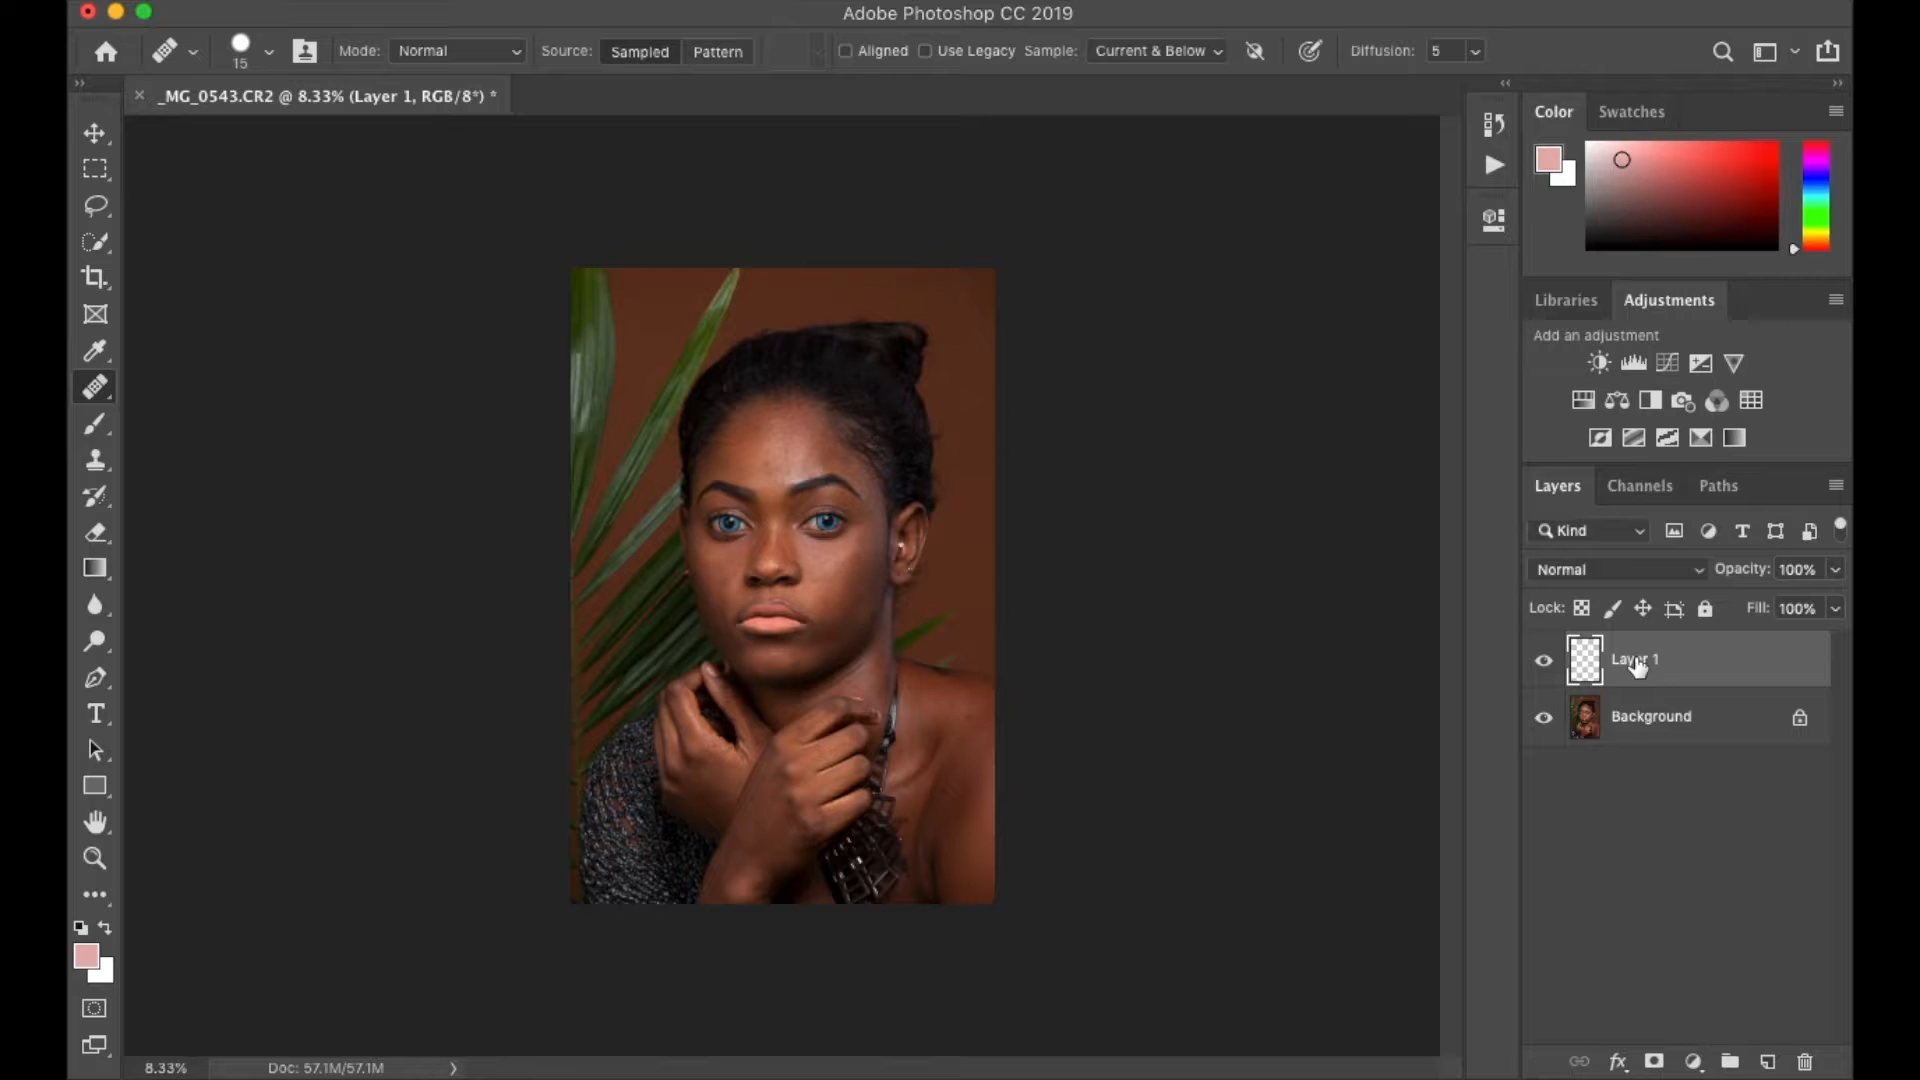 Adobe Photoshop CC 2019
15 Mode: Normal Source: Sampled Pattern Aligned Use Legacy Sample: Current & Below Diffusion: 5
_MG_0543.CR2 @ 8.33% (Layer 1, RGB/8*) *
Color Swatches
Libraries Adjustments
Add an adjustment
Layers Channels Paths
Kind
Normal Opacity: 100%
Lock: Fill: 100%
Layer 1
Background
8.33% Doc: 57.1M/57.1M